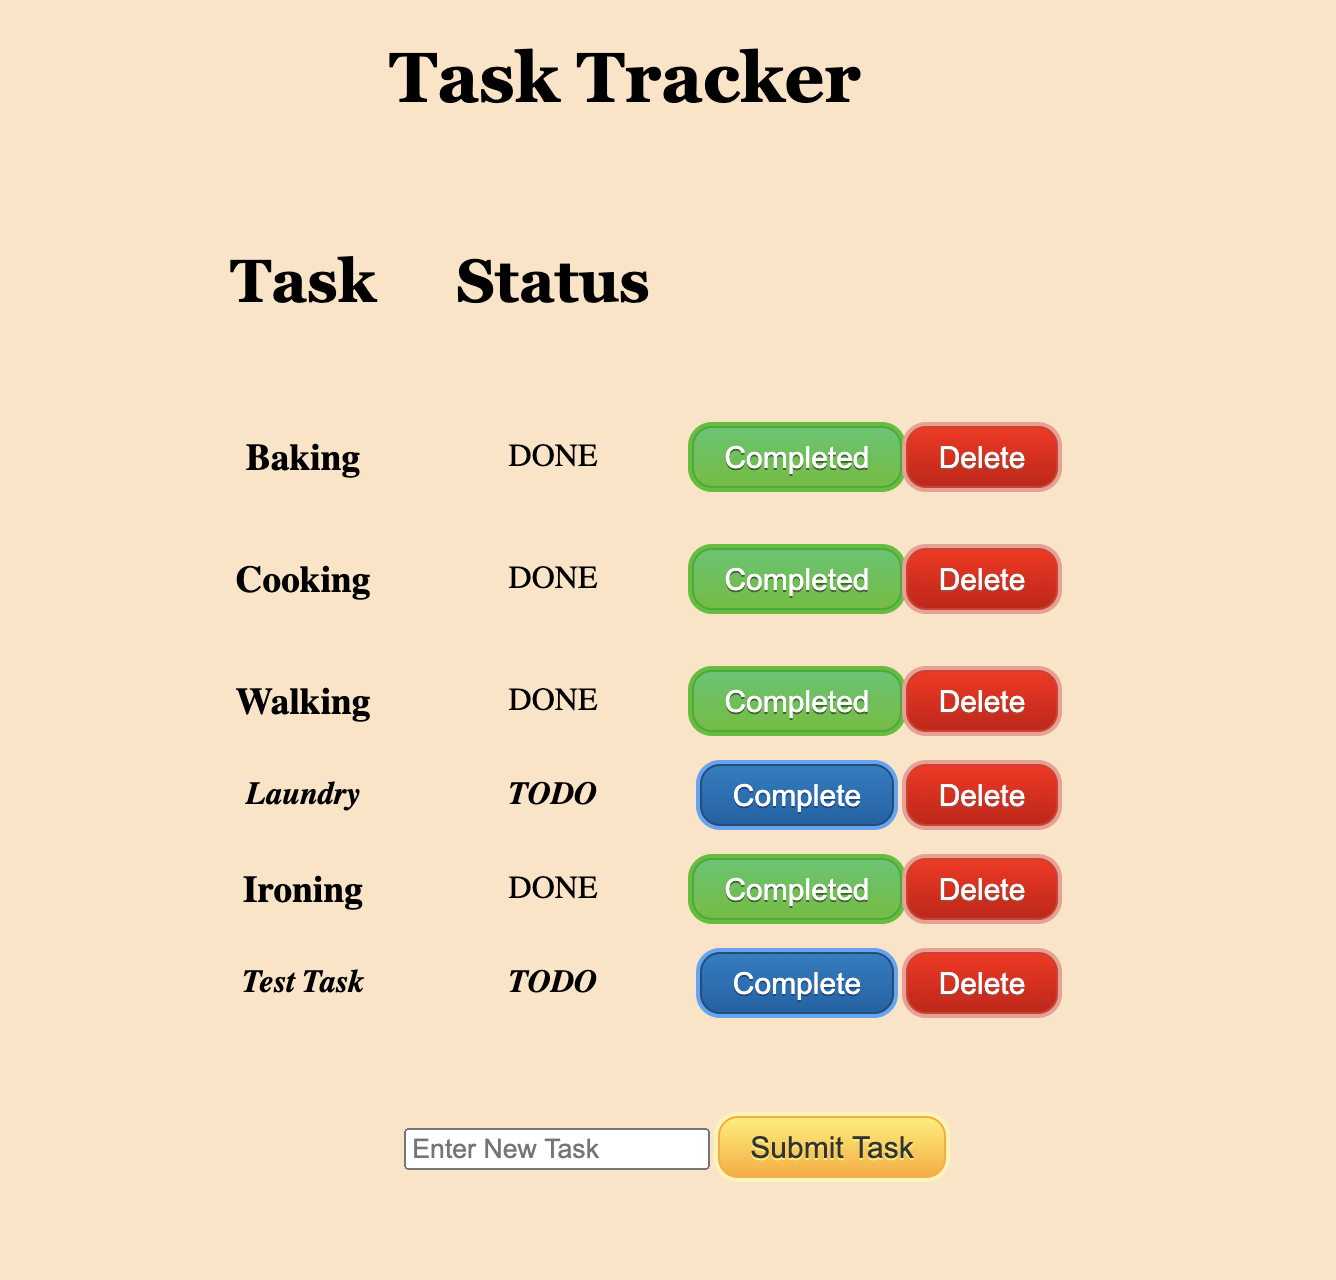 Task Tracker
Task Status
Baking DONE Completed Delete
Cooking DONE Completed Delete
Walking DONE Completed Delete
Laundry TODO Complete Delete
Ironing DONE Completed Delete
Test Task TODO Complete Delete
Enter New Task Submit Task